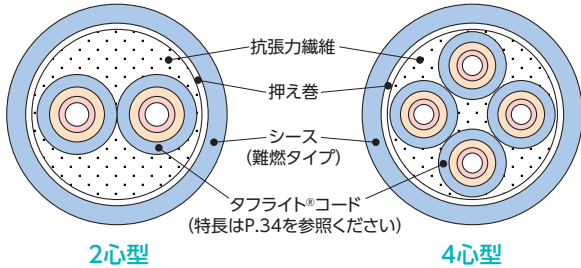 抗張力繊維
押え巻
シース
(難燃タイプ)
タフライト®コード
(特長はP.34を参照ください)
2心型
4心型